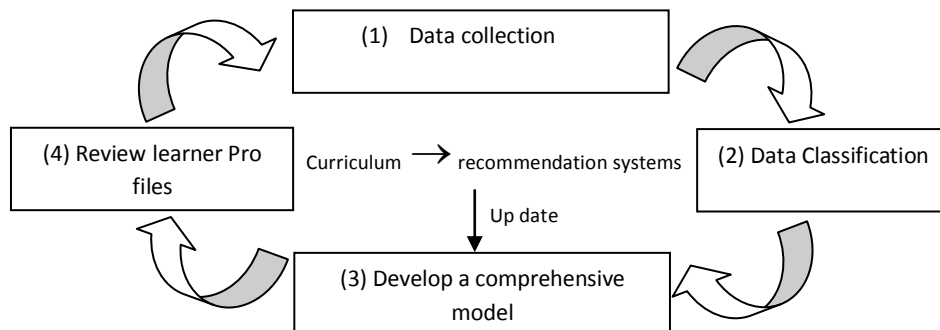 (1) Data collection
(4) Review learner Pro
files
Curriculum → recommendation systems
(2) Data Classification
Up date
(3) Develop a comprehensive
model